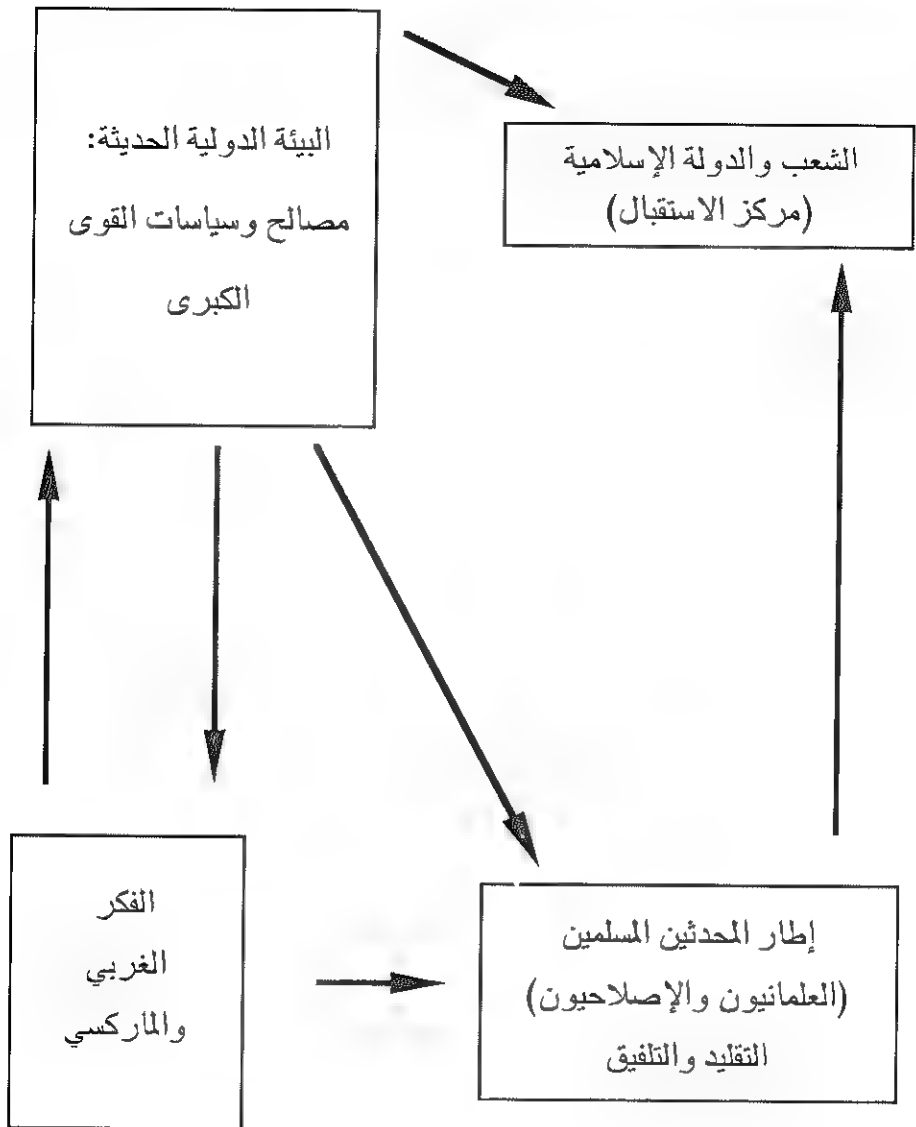 البيئة الدولية الحديثة:
مصالح وسياسات القوى
الكبرى
الشعب والدولة الإسلامية
(مركز الاستقبال)
الفكر
الغربي
والماركسي
إطار المحدثين المسلمين
(العلمانيون والإصلاحيون)
التقليد والتلفيق